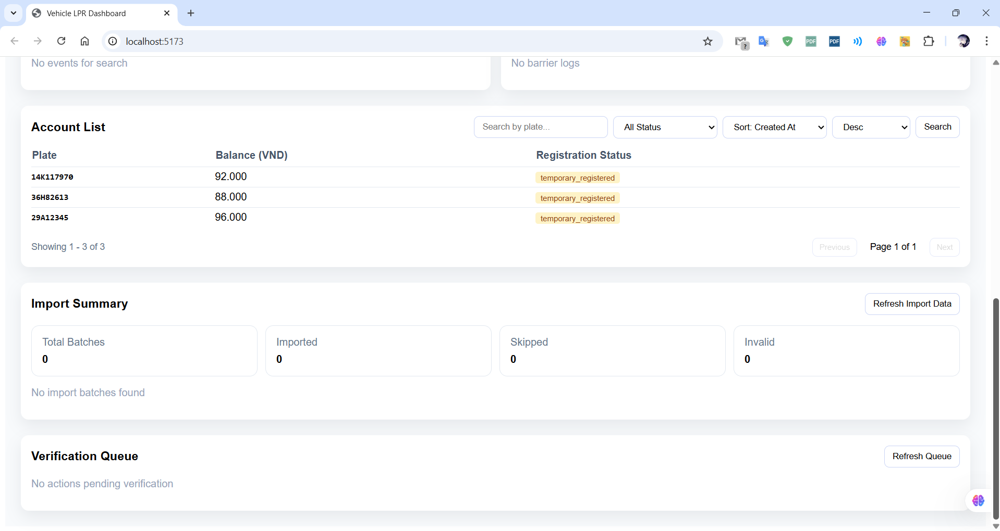 Vehicle LPR Dashboard
localhost:5173
No events for search
No barrier logs
Account List
Search by plate...
All Status
Sort: Created At
Desc
Search
Plate Balance (VND) Registration Status
14K117970 92.000 temporary_registered
36H82613 88.000 temporary_registered
29A12345 96.000 temporary_registered
Showing 1 - 3 of 3
Previous
Page 1 of 1
Next
Import Summary
Refresh Import Data
Total Batches
0
Imported
0
Skipped
0
Invalid
0
No import batches found
Verification Queue
Refresh Queue
No actions pending verification
PDF
PDF
?